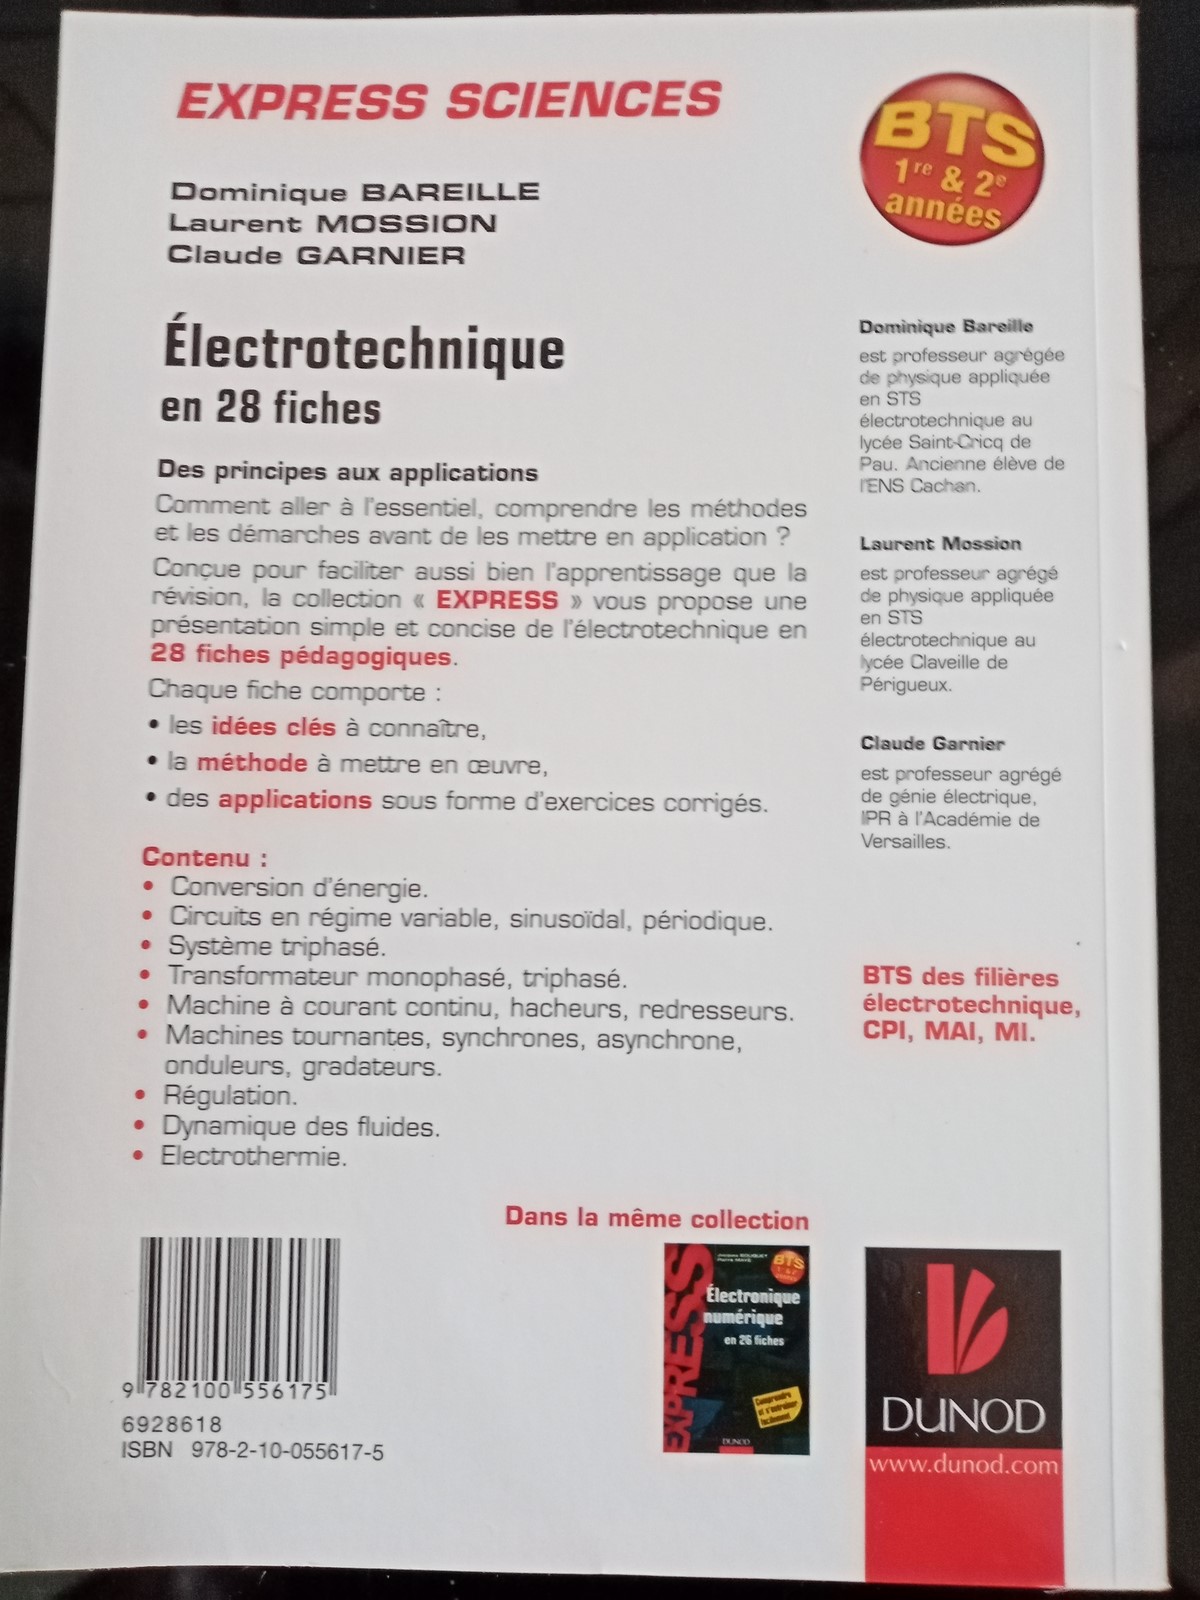 EXPRESS SCIENCES
BTS
1re & 2e
années
Dominique BAREILLE
Laurent MOSSION
Claude GARNIER
Électrotechnique
en 28 fiches
Des principes aux applications
Comment aller à l'essentiel, comprendre les méthodes
et les démarches avant de les mettre en application ?
Conçue pour faciliter aussi bien l'apprentissage que la
révision, la collection « EXPRESS » vous propose une
présentation simple et concise de l'électrotechnique en
28 fiches pédagogiques.
Chaque fiche comporte :
• les idées clés à connaître,
• la méthode à mettre en œuvre,
• des applications sous forme d'exercices corrigés.
Contenu :
• Conversion d'énergie.
• Circuits en régime variable, sinusoïdal, périodique.
• Système triphasé.
• Transformateur monophasé, triphasé.
• Machine à courant continu, hacheurs, redresseurs.
• Machines tournantes, synchrones, asynchrone,
onduleurs, gradateurs.
• Régulation.
• Dynamique des fluides.
• Electrothermie.
Dominique Bareille
est professeur agrégée
de physique appliquée
en STS
électrotechnique au
lycée Saint-Cricq de
Pau. Ancienne élève de
l'ENS Cachan.
Laurent Mossion
est professeur agrégé
de physique appliquée
en STS
électrotechnique au
lycée Claveille de
Périgueux.
Claude Garnier
est professeur agrégé
de génie électrique,
IPR à l'Académie de
Versailles.
BTS des filières
électrotechnique,
CPI, MAI, MI.
Dans la même collection
EXPRESS
BTS
Électronique
numérique
en 26 fiches
Comprendre
et s'entraîner
facilement
DUNOD
9 782100 556175
6928618
ISBN 978-2-10-055617-5
DUNOD
www.dunod.com